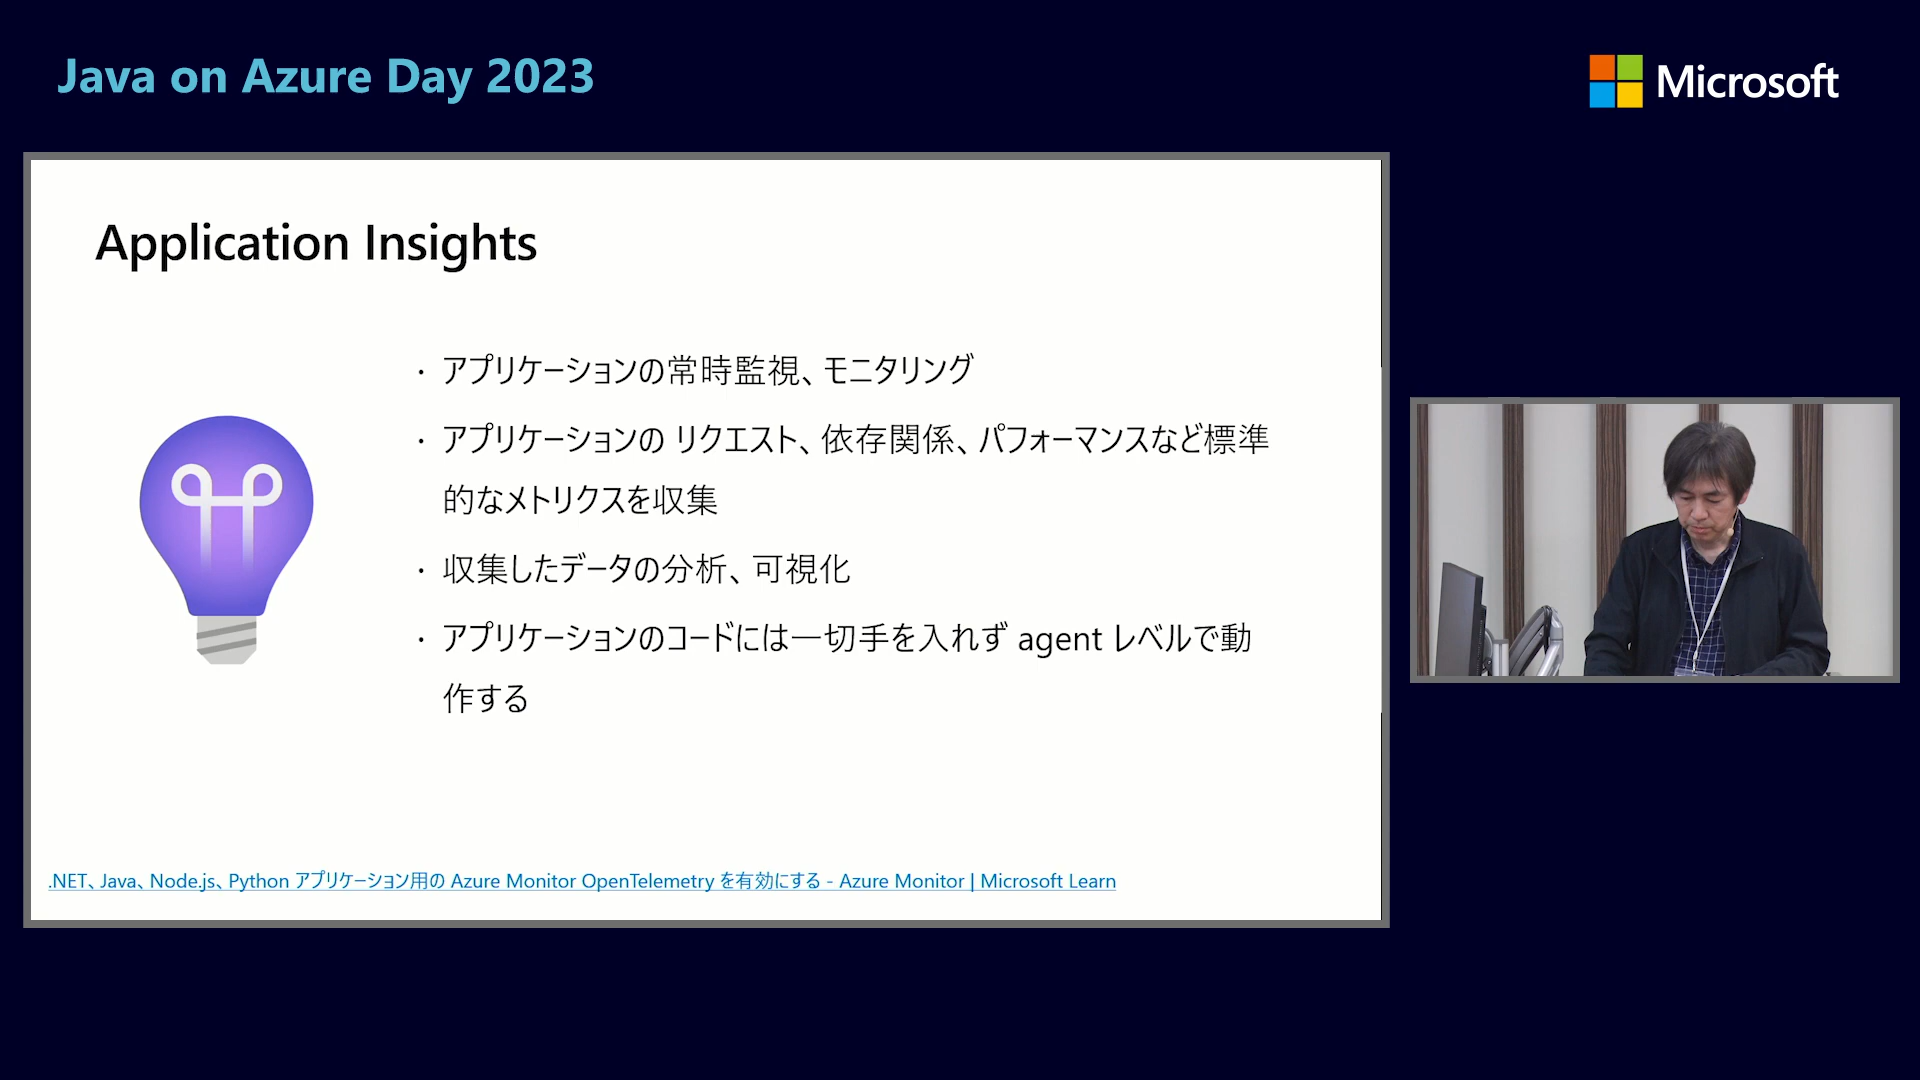 Java on Azure Day 2023
Microsoft
Application Insights
・ アプリケーションの常時監視、モニタリング
・ アプリケーションの リクエスト、依存関係、パフォーマンスなど標準
的なメトリクスを収集
・ 収集したデータの分析、可視化
・ アプリケーションのコードには一切手を入れず agent レベルで動
作する
.NET、Java、Node.js、Python アプリケーション用の Azure Monitor OpenTelemetry を有効にする - Azure Monitor | Microsoft Learn